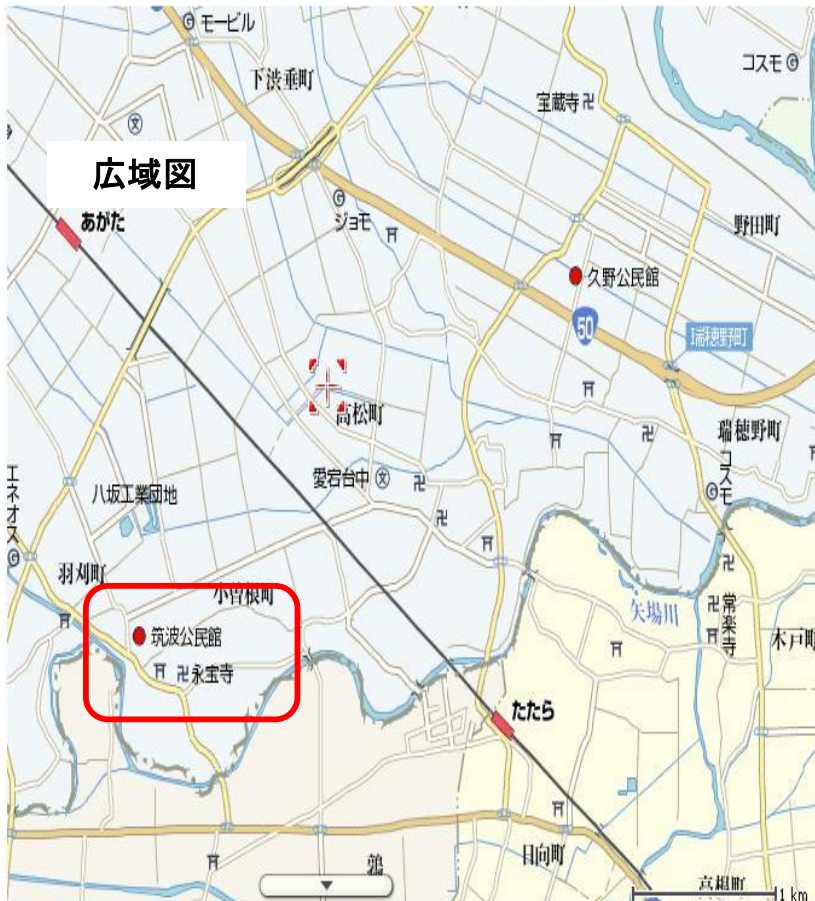 モービル
コスモ
下渋垂町
宝蔵寺
広域図
あがた
ジョモ
野田町
久野公民館
50
瑞穂野町
高松町
瑞穂野町
コスモ
愛宕台中
八坂工業団地
エネオス
羽刈町
小曽根町
矢場川
常楽寺
木戸町
筑波公民館
永宝寺
たたら
日向町
鶉
高根町
1 km